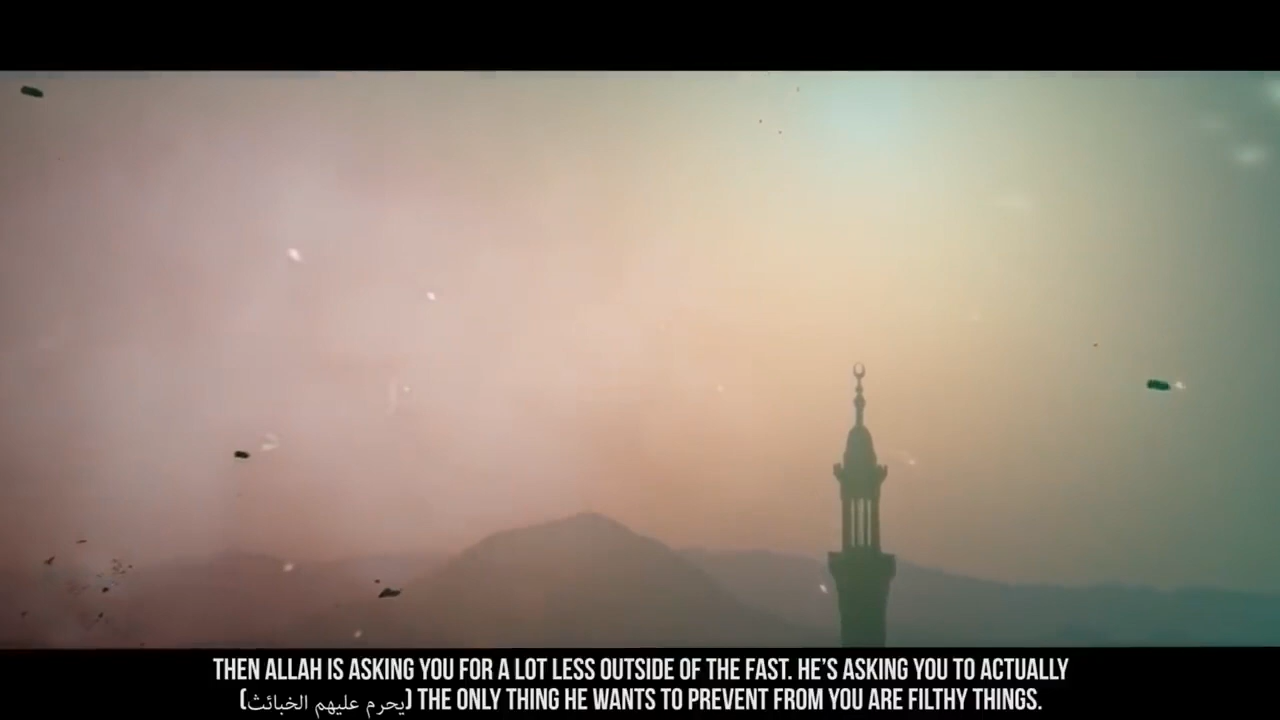 THEN ALLAH IS ASKING YOU FOR A LOT LESS OUTSIDE OF THE FAST. HE'S ASKING YOU TO ACTUALLY
(يحرم عليهم الخبائث) THE ONLY THING HE WANTS TO PREVENT FROM YOU ARE FILTHY THINGS.